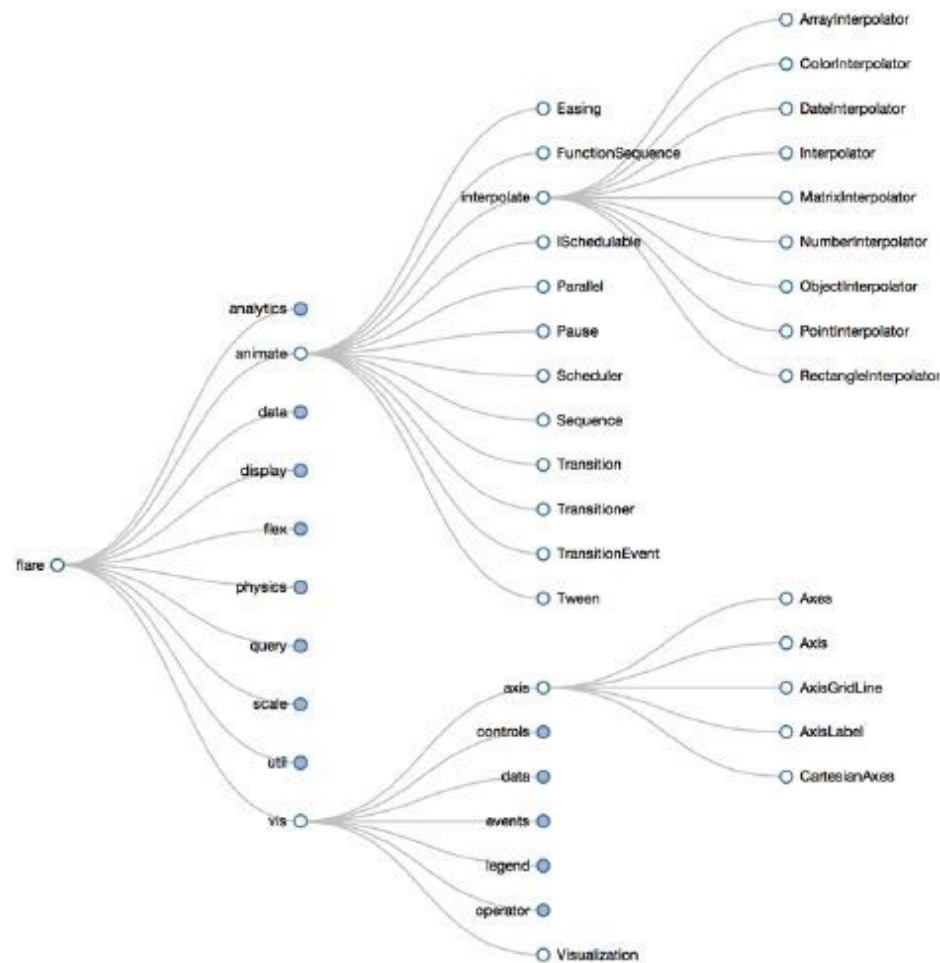 flare
analytics
animate
data
display
flex
physics
query
scale
util
vis
Easing
FunctionSequence
interpolate
ISchedulable
Parallel
Pause
Scheduler
Sequence
Transition
Transitioner
TransitionEvent
Tween
axis
controls
data
events
legend
operator
Visualization
ArrayInterpolator
ColorInterpolator
DateInterpolator
Interpolator
MatrixInterpolator
NumberInterpolator
ObjectInterpolator
PointInterpolator
RectangleInterpolator
Axes
Axis
AxisGridLine
AxisLabel
CartesianAxes